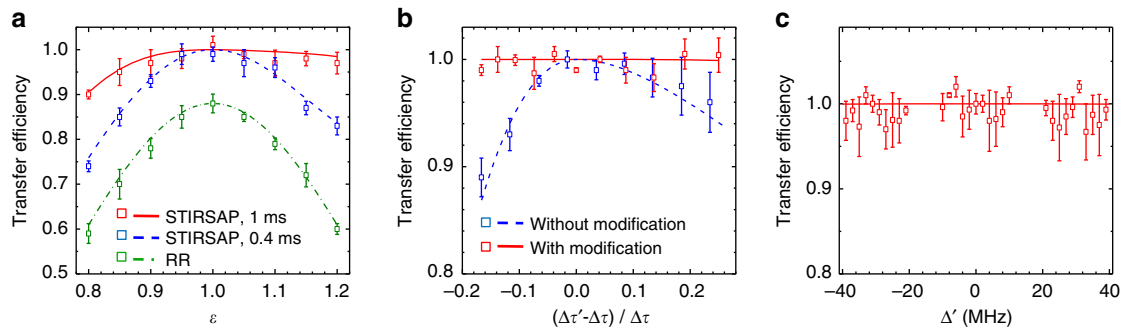 a
Transfer efficiency
1.0
0.9
0.8
0.7
0.6
0.5
STIRSAP, 1 ms
STIRSAP, 0.4 ms
RR
0.8 0.9 1.0 1.1 1.2
ε
b
Transfer efficiency
1.0
0.9
0.8
Without modification
With modification
−0.2 −0.1 0.0 0.1 0.2 0.3
(Δτ′-Δτ) / Δτ
c
Transfer efficiency
1.0
0.9
0.8
−40 −20 0 20 40
Δ′ (MHz)